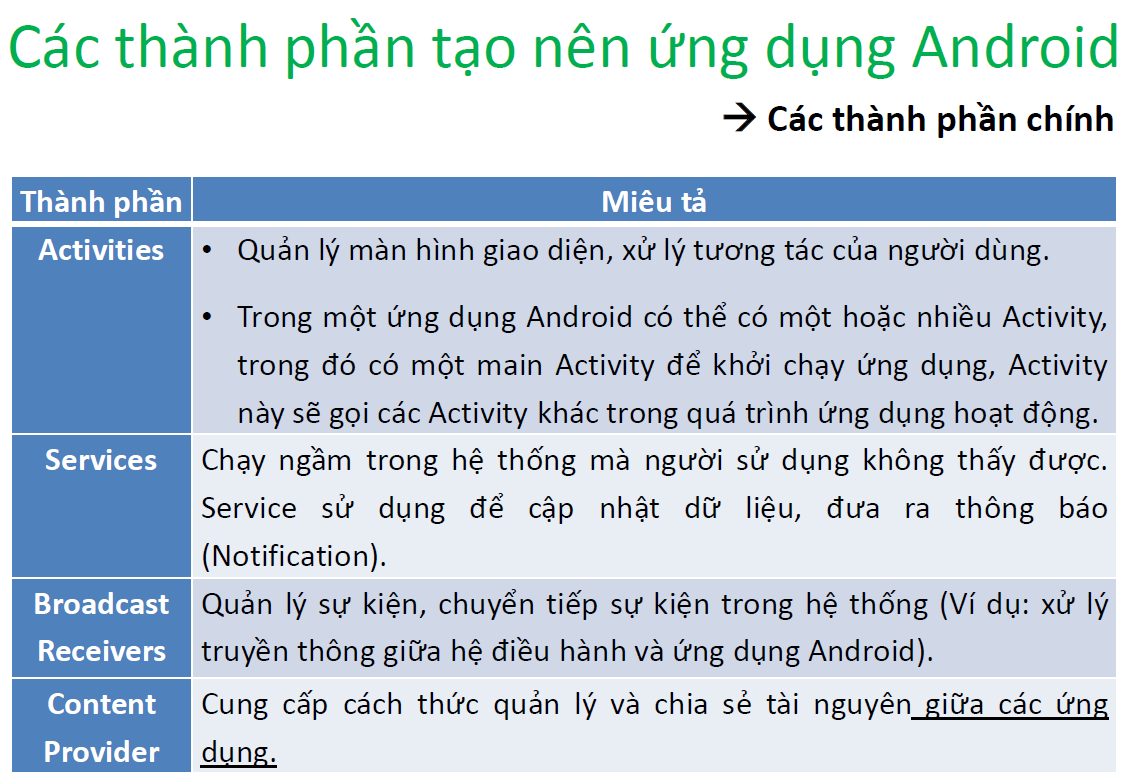 Các thành phần tạo nên ứng dụng Android
→ Các thành phần chính
Thành phần
Miêu tả
Activities
• Quản lý màn hình giao diện, xử lý tương tác của người dùng.
• Trong một ứng dụng Android có thể có một hoặc nhiều Activity,
trong đó có một main Activity để khởi chạy ứng dụng, Activity
này sẽ gọi các Activity khác trong quá trình ứng dụng hoạt động.
Services
Chạy ngầm trong hệ thống mà người sử dụng không thấy được.
Service sử dụng để cập nhật dữ liệu, đưa ra thông báo
(Notification).
Broadcast
Receivers
Quản lý sự kiện, chuyển tiếp sự kiện trong hệ thống (Ví dụ: xử lý
truyền thông giữa hệ điều hành và ứng dụng Android).
Content
Provider
Cung cấp cách thức quản lý và chia sẻ tài nguyên giữa các ứng
dụng.